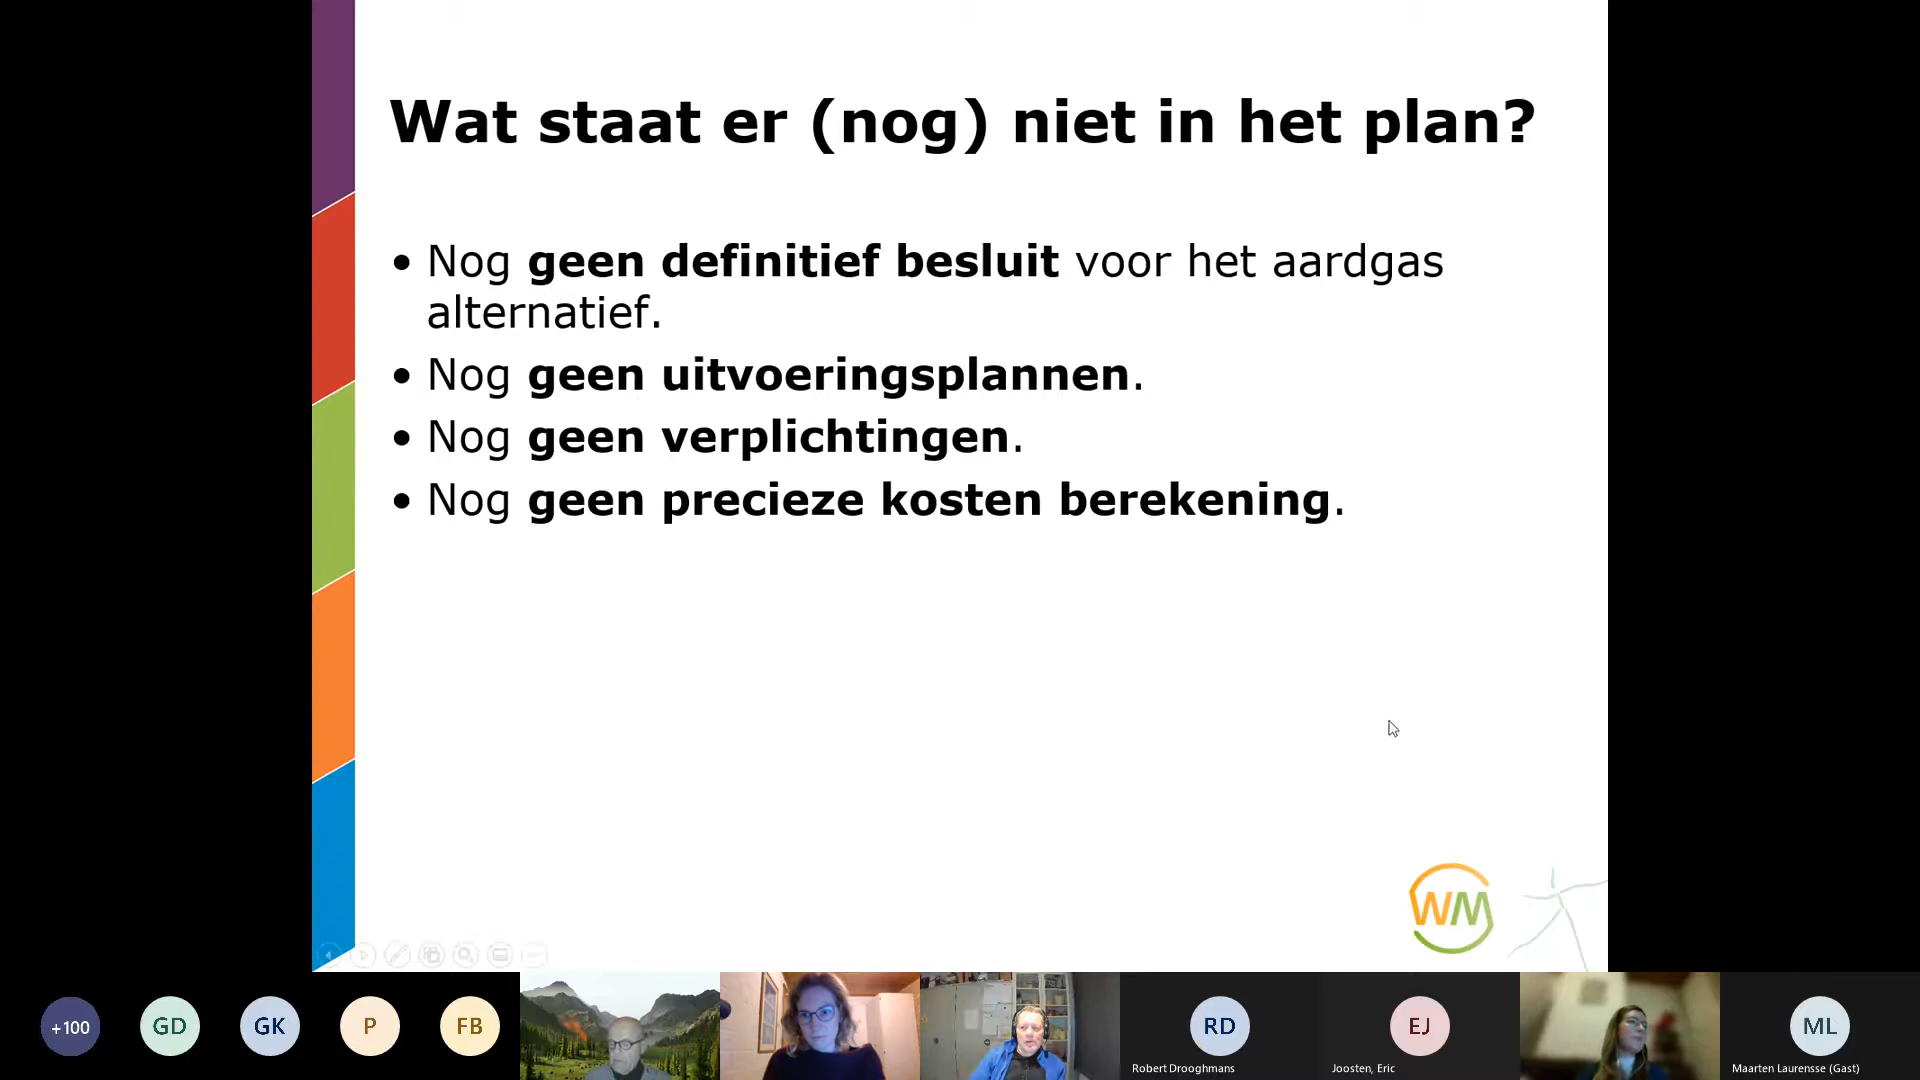 Wat staat er (nog) niet in het plan?
• Nog geen definitief besluit voor het aardgas
alternatief.
• Nog geen uitvoeringsplannen.
• Nog geen verplichtingen.
• Nog geen precieze kosten berekening.
WM
+100
GD
GK
P
FB
RD
Robert Drooghmans
EJ
Joosten, Eric
ML
Maarten Laurensse (Gast)